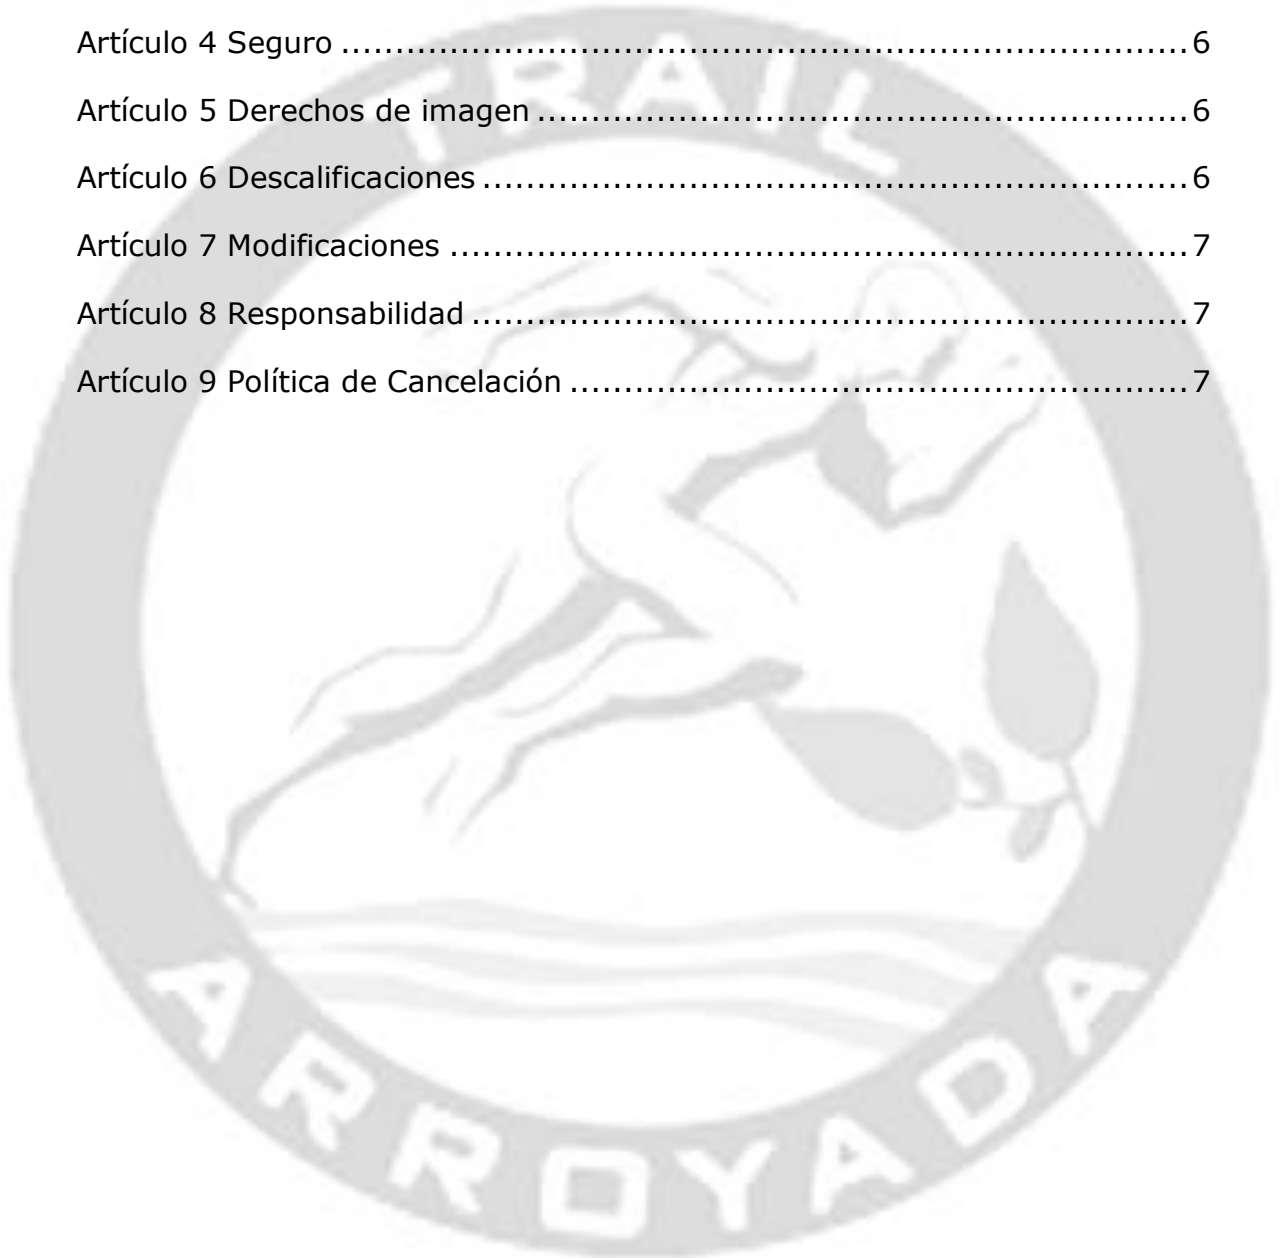 Artículo 4 Seguro ........................................................................... 6
Artículo 5 Derechos de imagen ........................................................... 6
Artículo 6 Descalificaciones ................................................................ 6
Artículo 7 Modificaciones ................................................................... 7
Artículo 8 Responsabilidad ................................................................. 7
Artículo 9 Política de Cancelación ........................................................ 7
TRAIL
ARROYADA